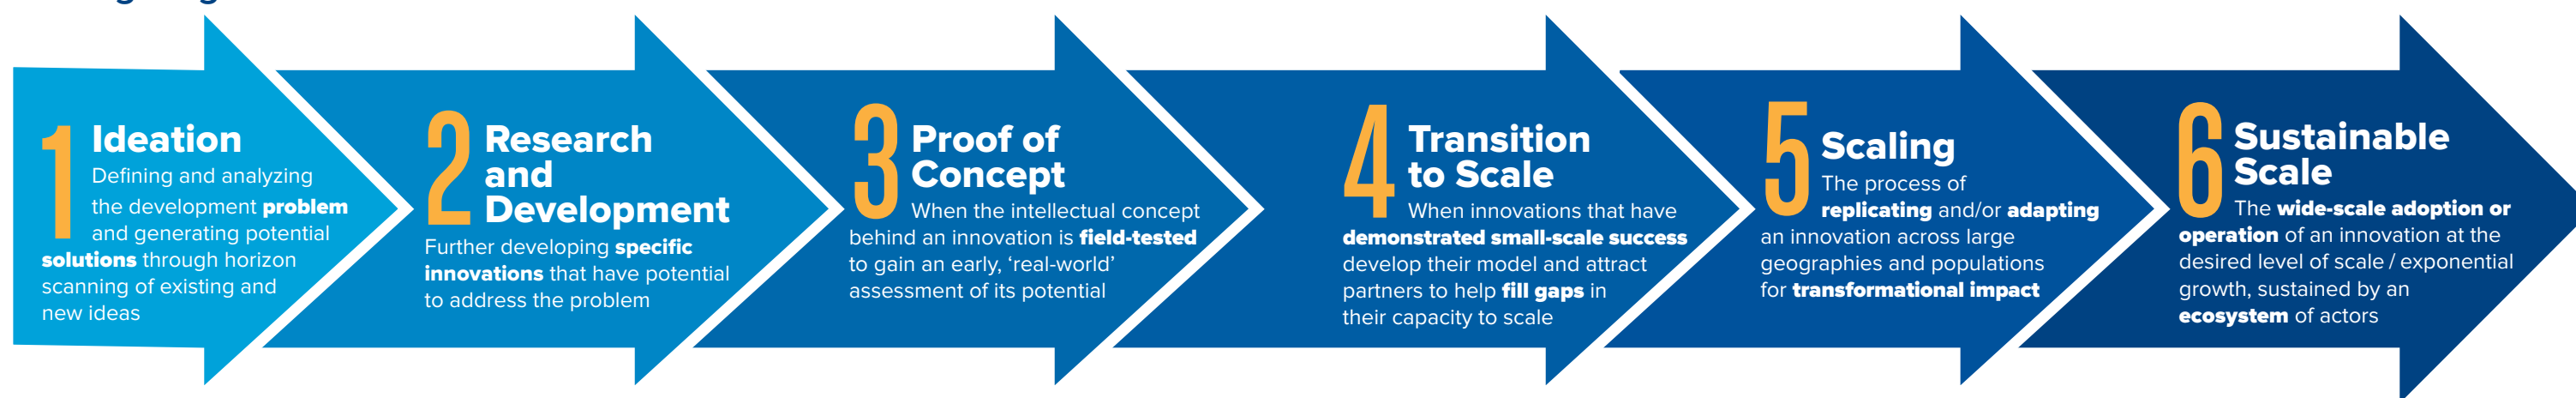 1
Ideation
Defining and analyzing
the development problem
and generating potential
solutions through horizon
scanning of existing and
new ideas
2
Research
and
Development
Further developing specific
innovations that have potential
to address the problem
3
Proof of
Concept
When the intellectual concept
behind an innovation is field-tested
to gain an early, ‘real-world’
assessment of its potential
4
Transition
to Scale
When innovations that have
demonstrated small-scale success
develop their model and attract
partners to help fill gaps in
their capacity to scale
5
Scaling
The process of
replicating and/or adapting
an innovation across large
geographies and populations
for transformational impact
6
Sustainable
Scale
The wide-scale adoption or
operation of an innovation at the
desired level of scale / exponential
growth, sustained by an
ecosystem of actors